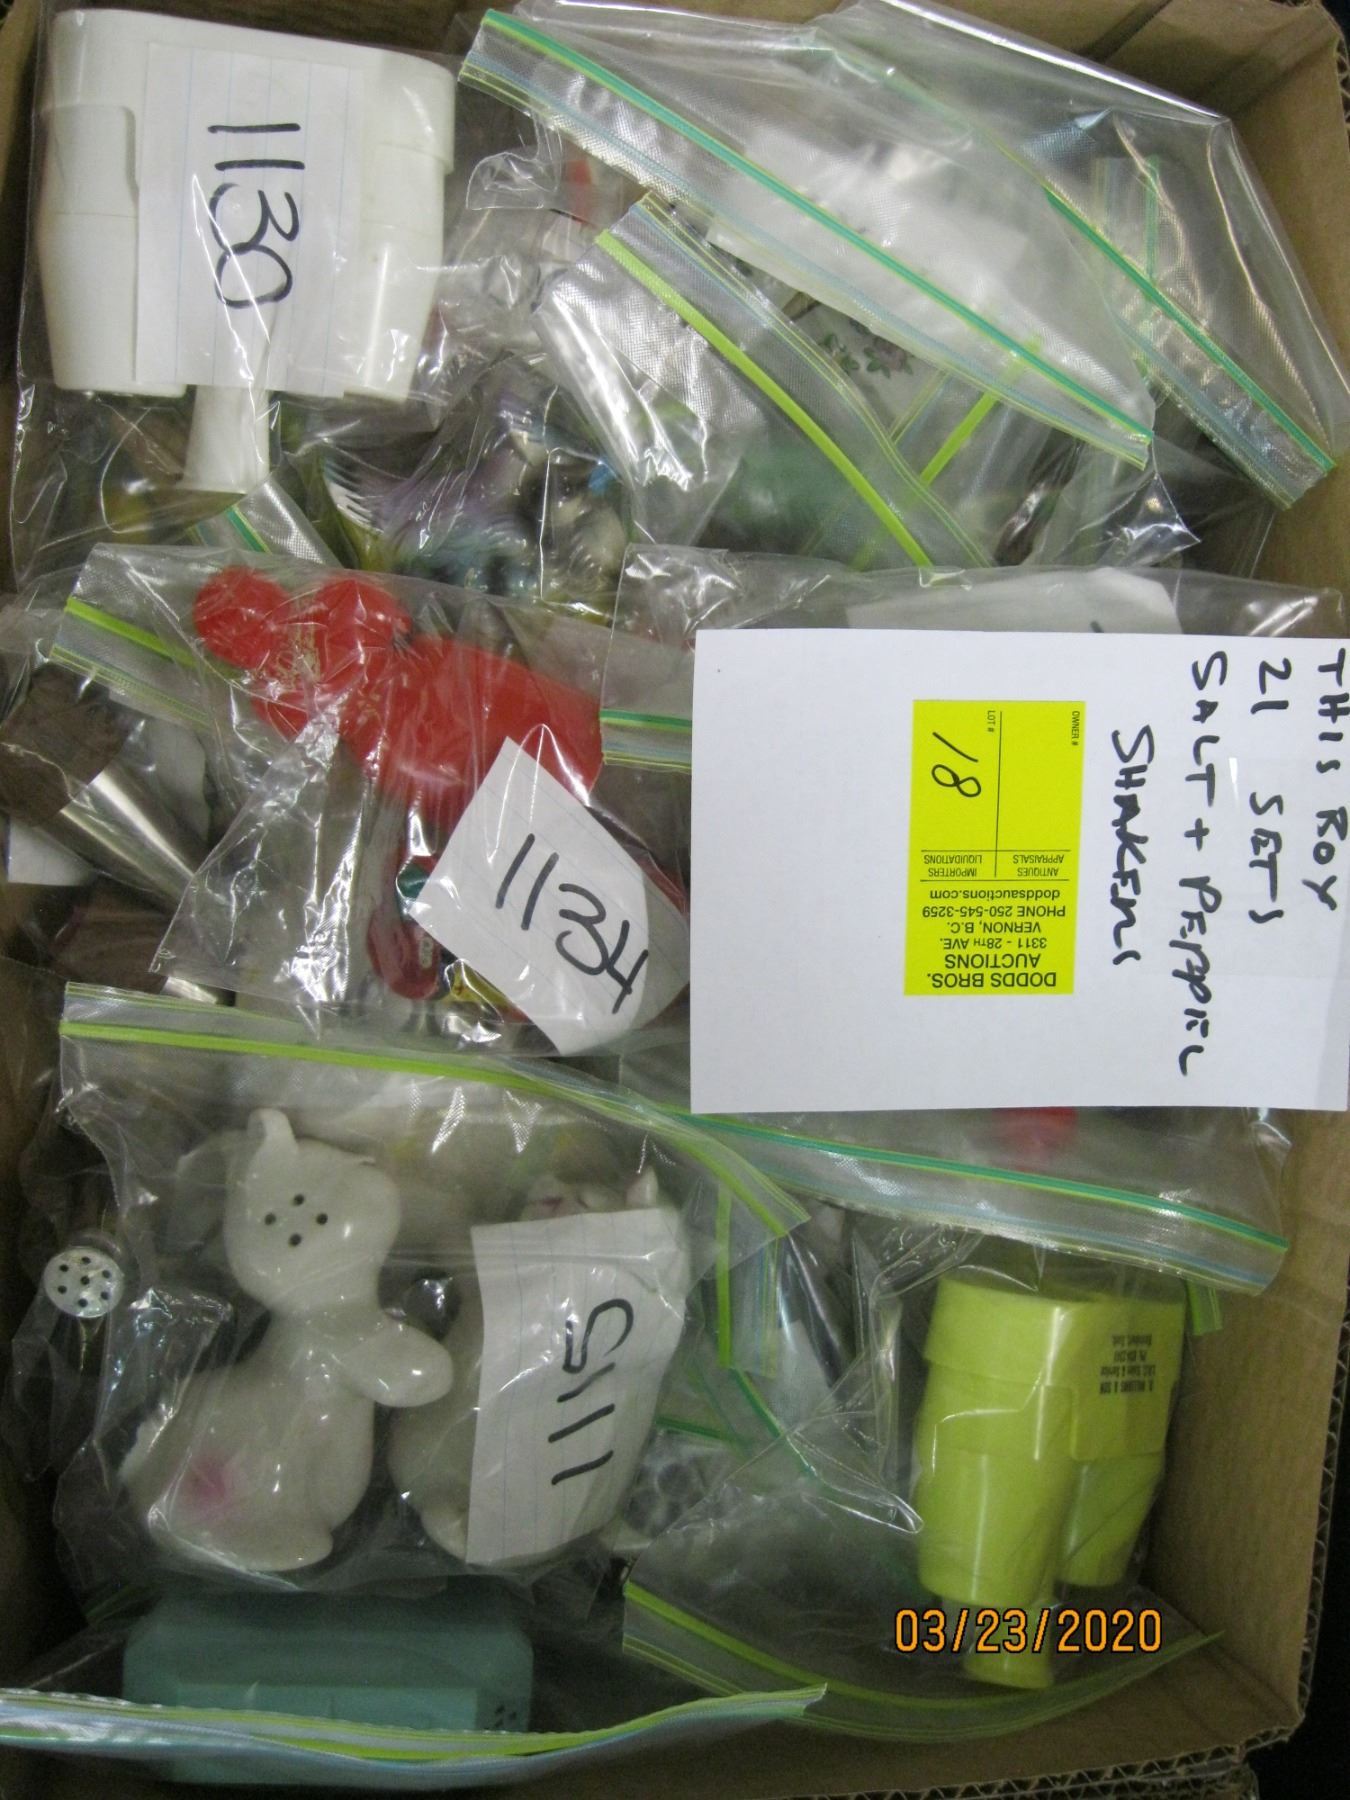 1130
THIS ROY
21 SETS
SALT + PEPPER
SHAKERS
OWNER #
LOT #
18
ANTIQUES
APPRAISALS
IMPORTERS
LIQUIDATIONS
DODDS BROS.
AUCTIONS
3311 - 28TH AVE.
VERNON, B.C.
PHONE 250-545-3259
doddsauctions.com
1134
1115
03/23/2020